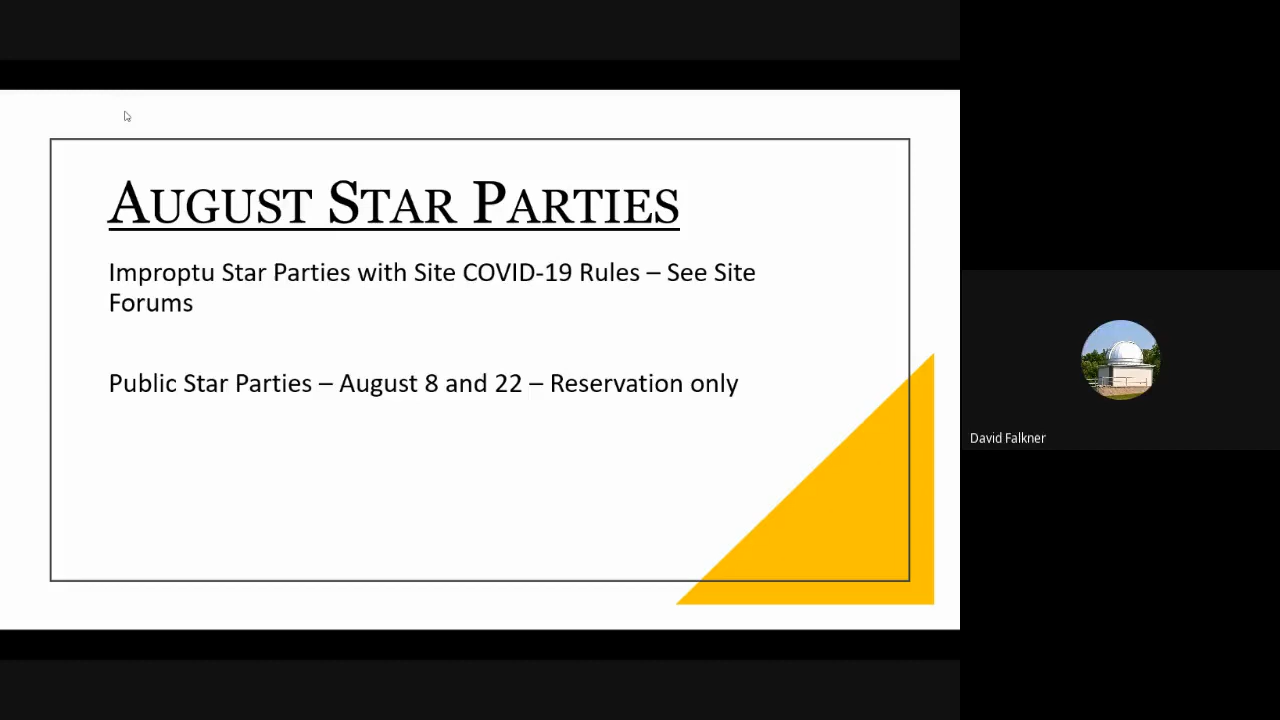 AUGUST STAR PARTIES
Improptu Star Parties with Site COVID-19 Rules – See Site
Forums
Public Star Parties – August 8 and 22 – Reservation only
David Falkner